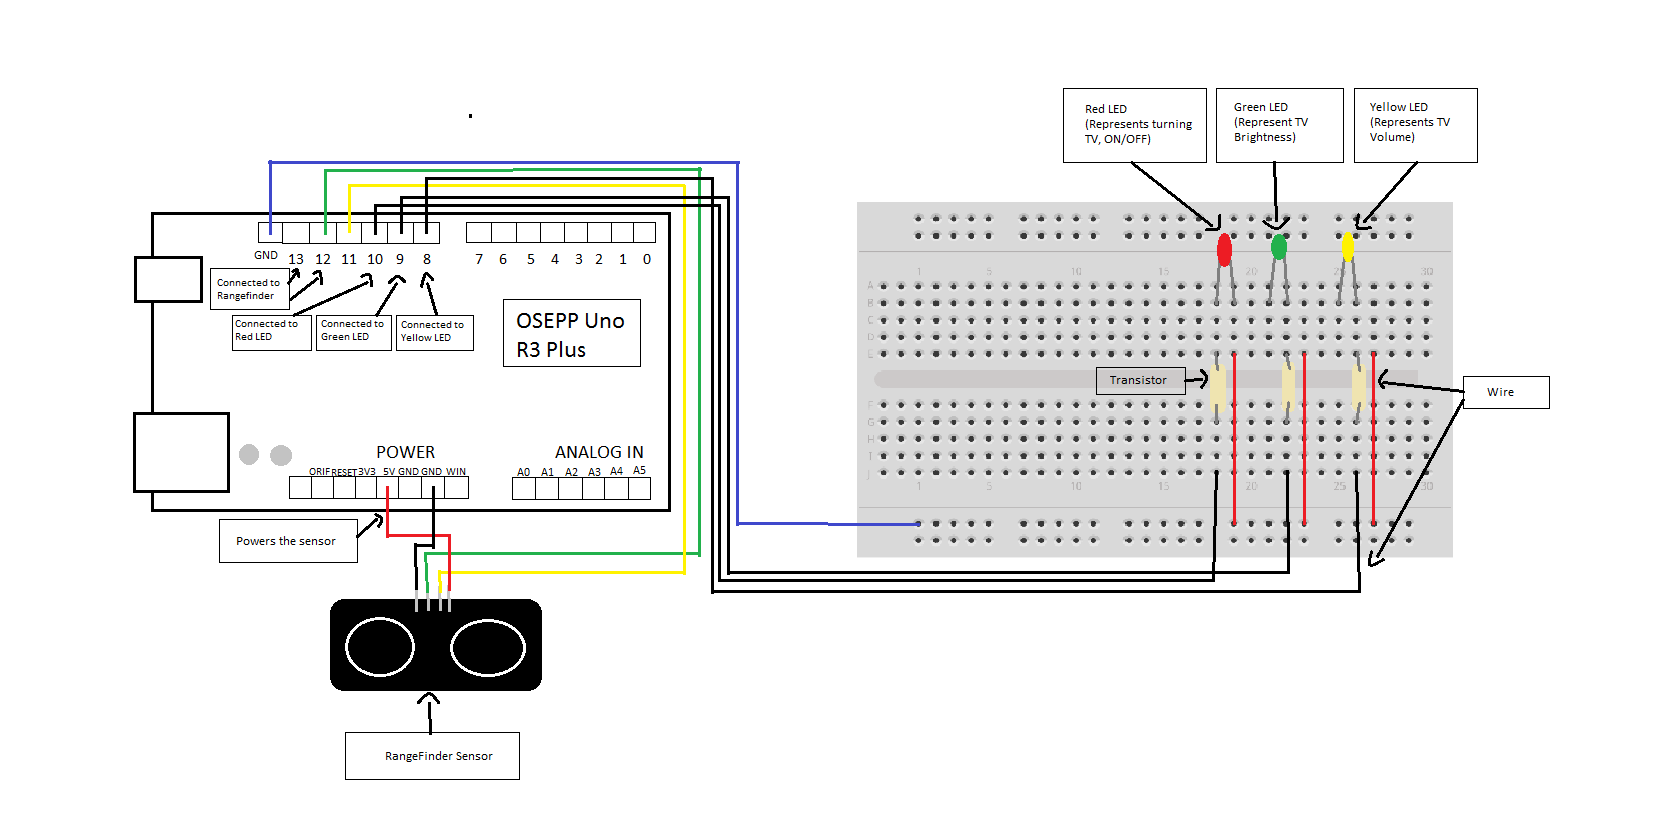 Red LED
(Represents turning
TV, ON/OFF)
Green LED
(Represent TV
Brightness)
Yellow LED
(Represents TV
Volume)
GND 13 12 11 10 9 8 7 6 5 4 3 2 1 0
Connected to
Rangefinder
Connected to
Red LED
Connected to
Green LED
Connected to
Yellow LED
OSEPP Uno
R3 Plus
1 5 10 15 20 25 30
A
B
C
D
E
Transistor
Wire
F
G
H
I
J
1 5 10 15 20 25 30
POWER
ORIF RESET 3V3 5V GND GND WIN
ANALOG IN
A0 A1 A2 A3 A4 A5
Powers the sensor
RangeFinder Sensor